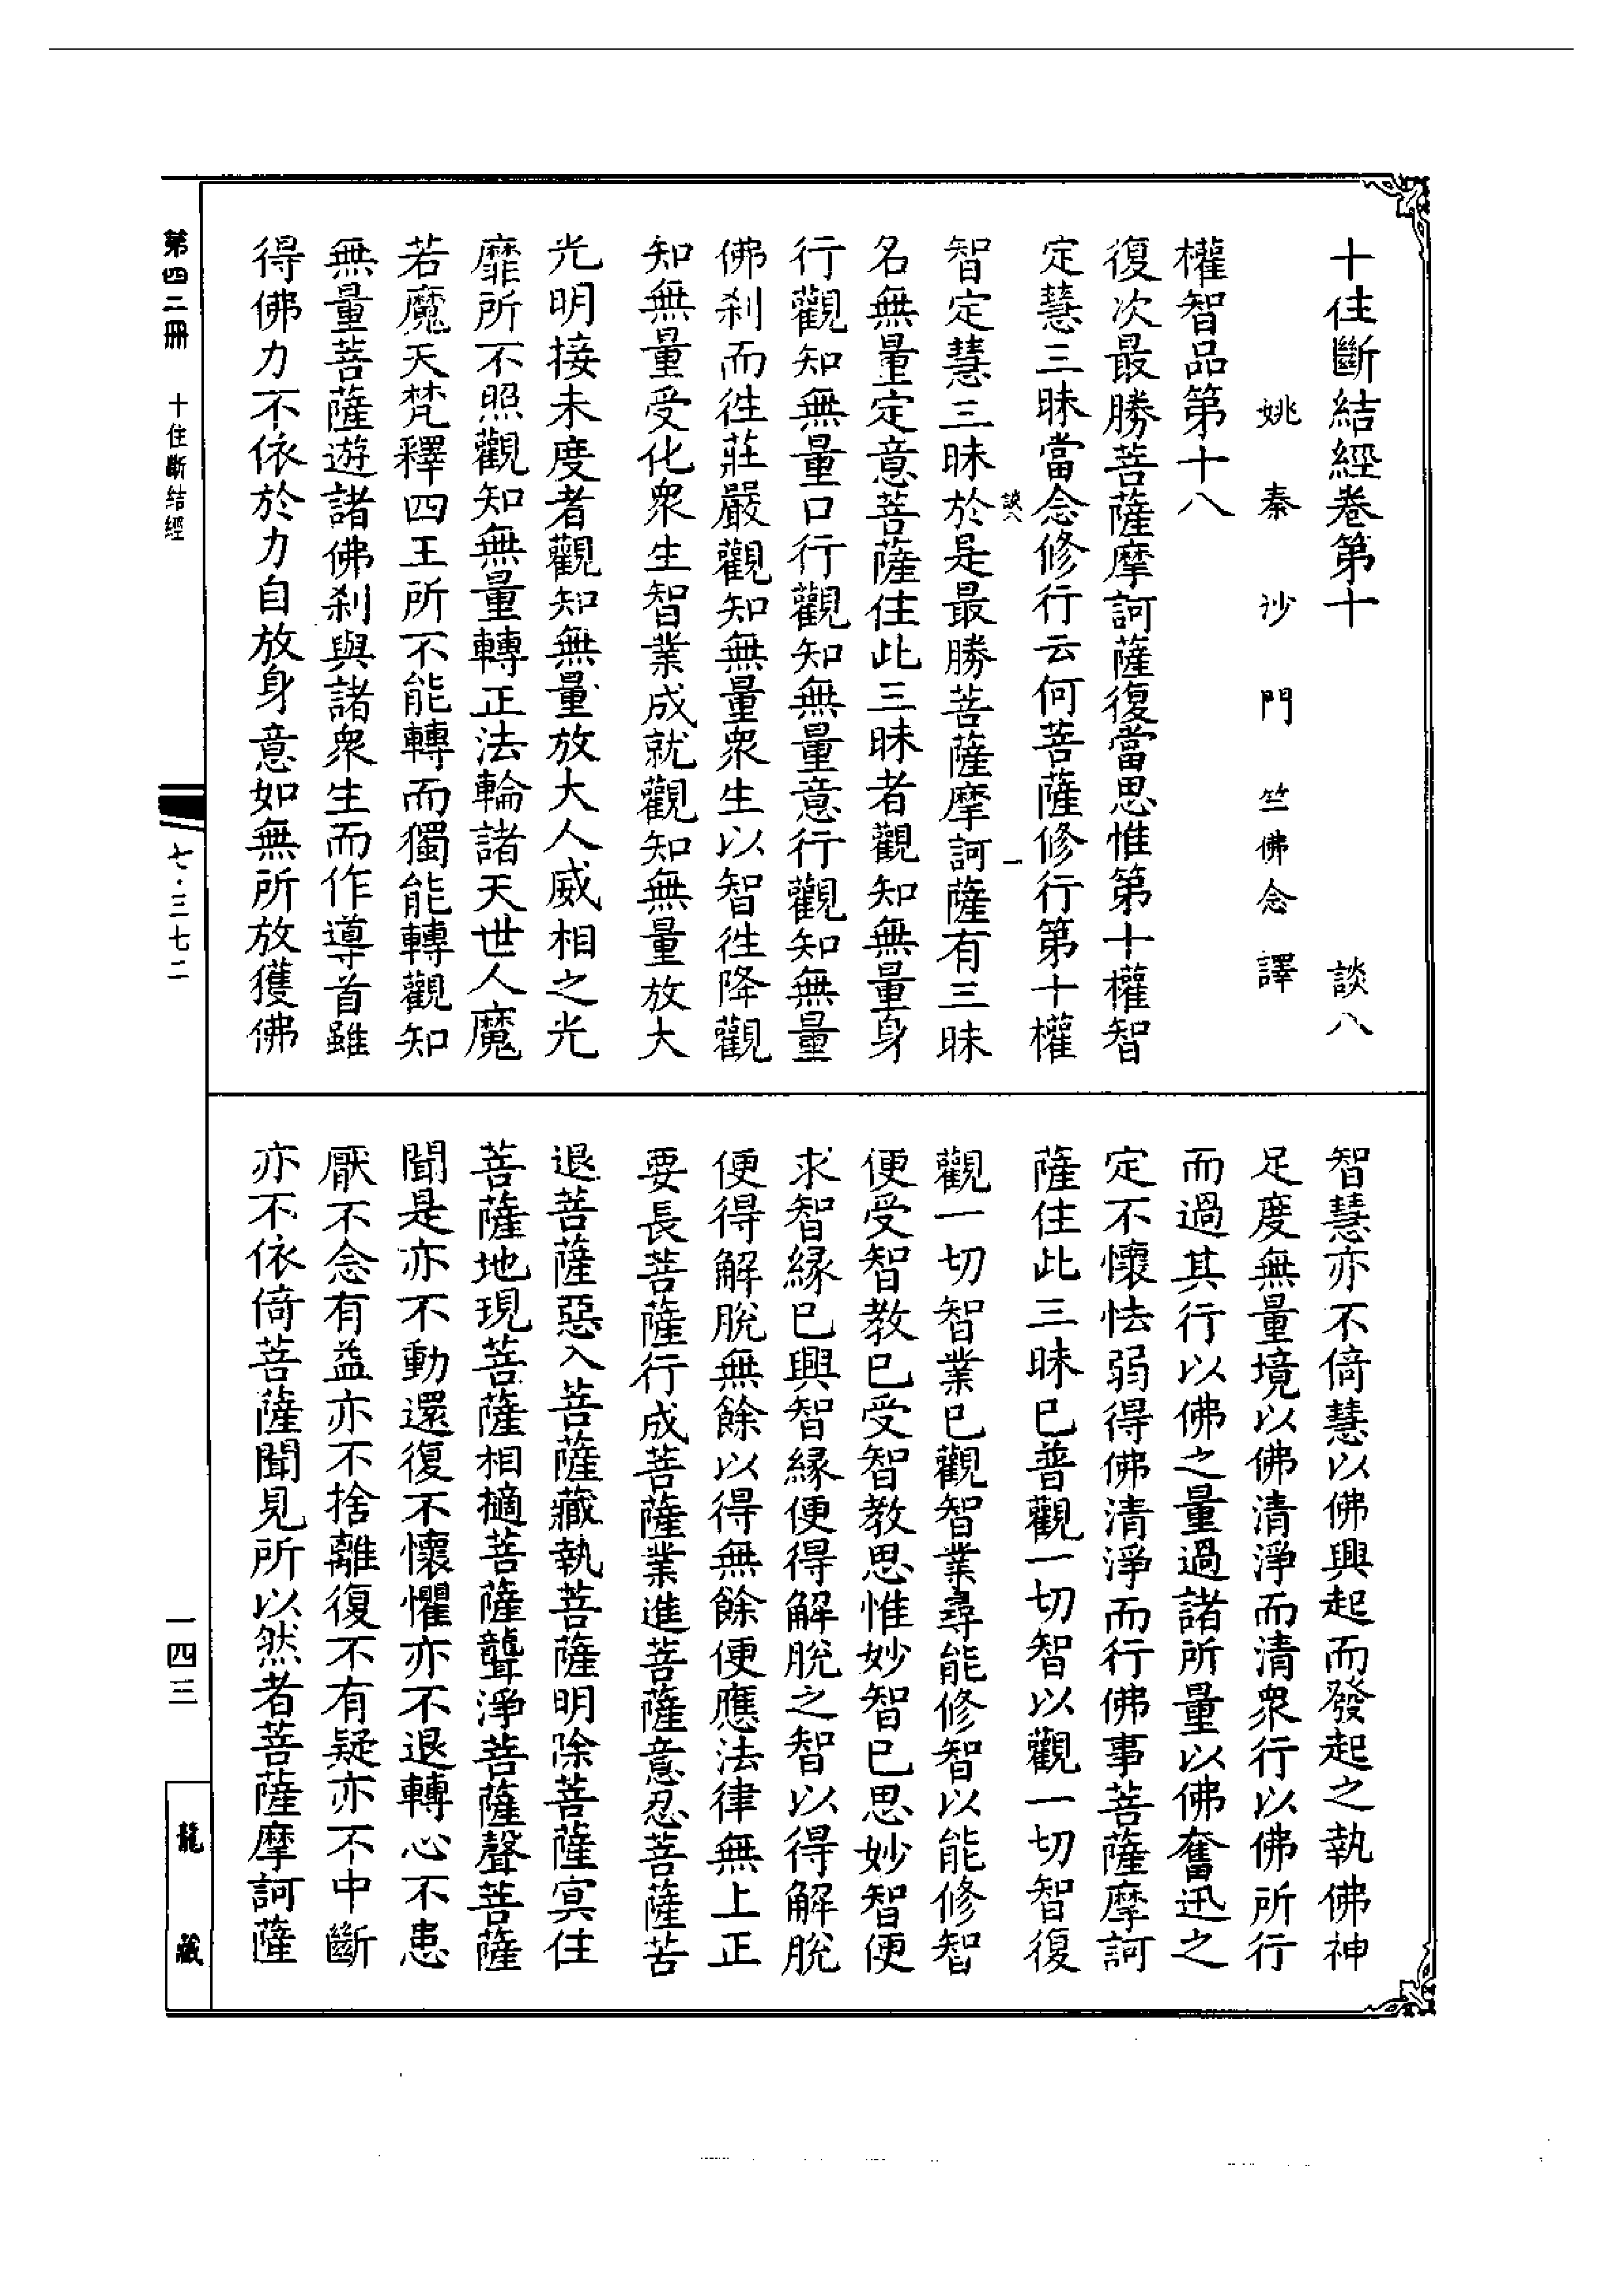 十住斷結經卷第十　談八
姚秦沙門竺佛念譯
權智品第十八
復次最勝菩薩摩訶薩復當思惟第十權智
定慧三昧當念修行云何菩薩修行第十權
談八　一
智定慧三昧於是最勝菩薩摩訶薩有三昧
名無量定意菩薩住此三昧者觀知無量身
行觀知無量口行觀知無量意行觀知無量
佛刹而徃莊嚴觀知無量衆生以智徃降觀
知無量受化衆生智業成就觀知無量放大
光明接未度者觀知無量放大人威相之光
靡所不照觀知無量轉正法輪諸天世人魔
若魔天梵釋四王所不能轉而獨能轉觀知
無量菩薩遊諸佛刹與諸衆生而作導首雖
得佛力不依於力自放身意如無所放獲佛
智慧亦不倚慧以佛興起而發起之執佛神
足度無量境以佛清淨而清衆行以佛所行
而過其行以佛之量過諸所量以佛奮迅之
定不懷怯弱得佛清淨而行佛事菩薩摩訶
薩住此三昧已普觀一切智以觀一切智復
觀一切智業已觀智業尋能修智以能修智
便受智教已受智教思惟妙智已思妙智便
求智縁已興智縁便得解脫之智以得解脫
便得解脫無餘以得無餘便應法律無上正
要長菩薩行成菩薩業進菩薩意忍菩薩苦
退菩薩惡入菩薩藏執菩薩明除菩薩冥住
菩薩地現菩薩相擿菩薩聾淨菩薩聲菩薩
聞是亦不動還復不懷懼亦不退轉心不恚
厭不念有益亦不捨離復不有疑亦不中斷
亦不依倚菩薩聞見所以然者菩薩摩訶薩
第四二冊　十住斷結經
七·三七二
一四三
龍藏